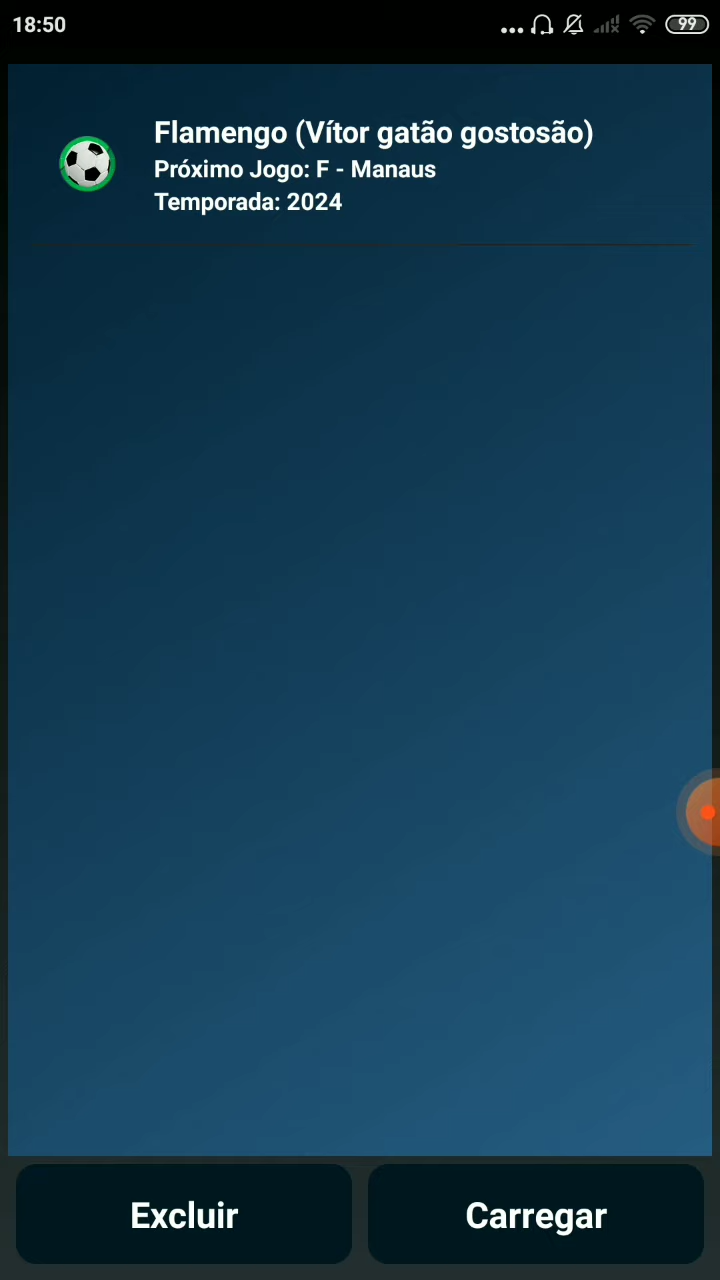 18:50
99
Flamengo (Vítor gatão gostosão)
Próximo Jogo: F - Manaus
Temporada: 2024
Excluir
Carregar